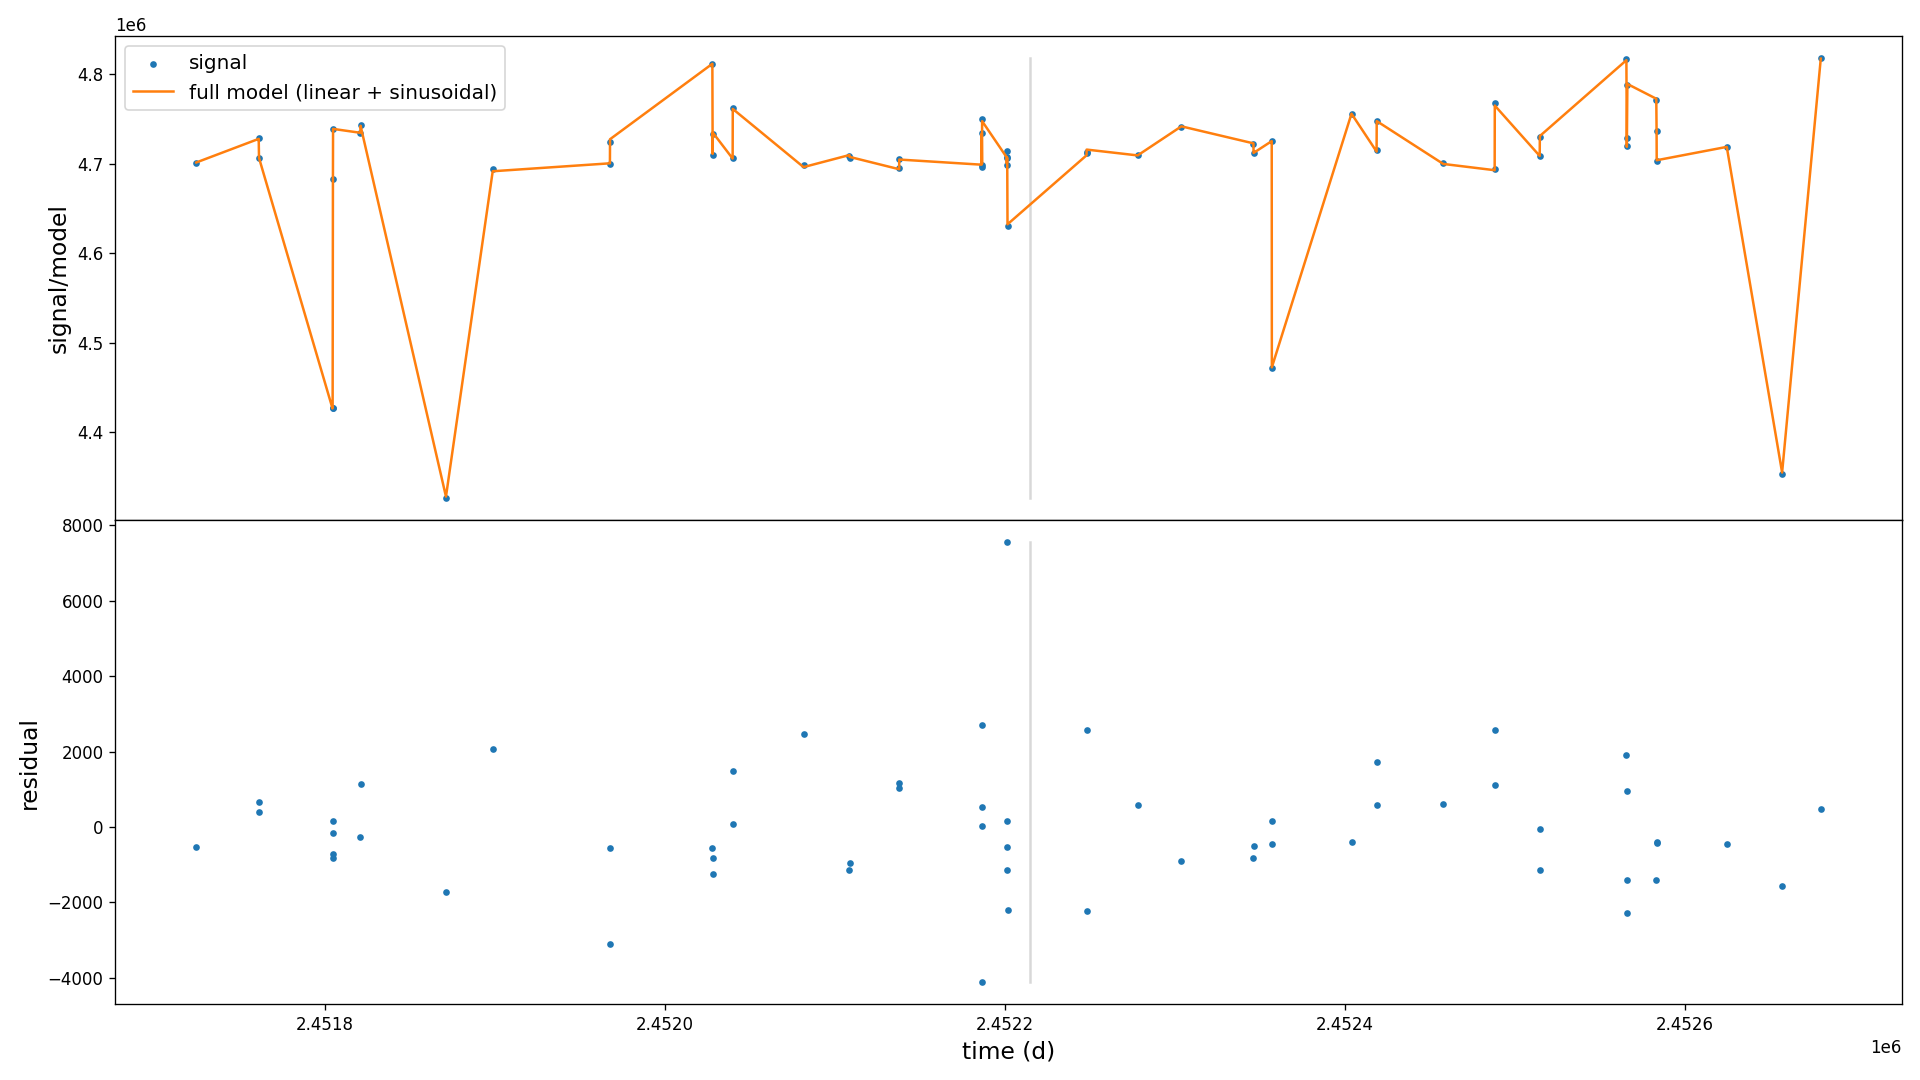 1e6
signal
full model (linear + sinusoidal)
4.8
4.7
4.6
4.5
4.4
signal/model
8000
6000
4000
2000
0
−2000
−4000
residual
2.4518
2.4520
2.4522
2.4524
2.4526
1e6
time (d)